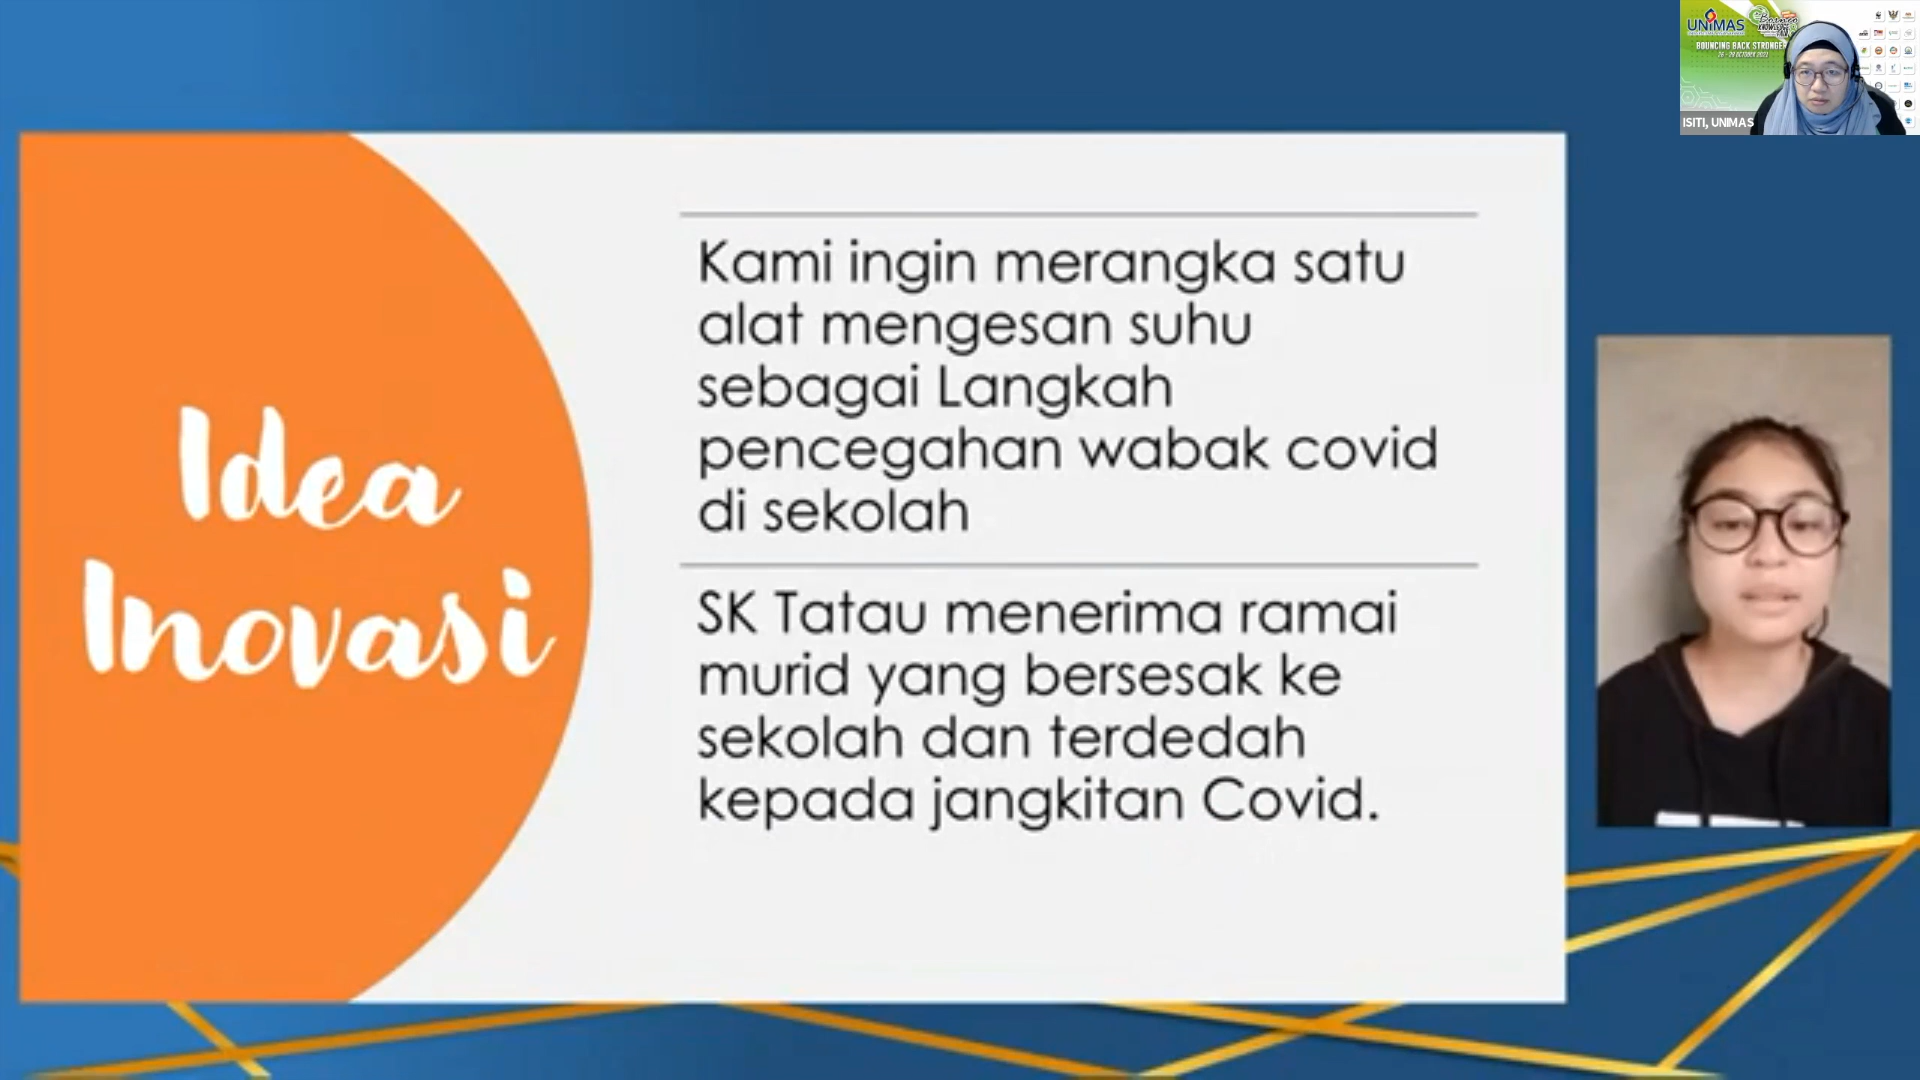 Idea
Inovasi
Kami ingin merangka satu
alat mengesan suhu
sebagai Langkah
pencegahan wabak covid
di sekolah
SK Tatau menerima ramai
murid yang bersesak ke
sekolah dan terdedah
kepada jangkitan Covid.
UNIMAS
BOUNCING BACK STRONGER
ISITI, UNIMAS